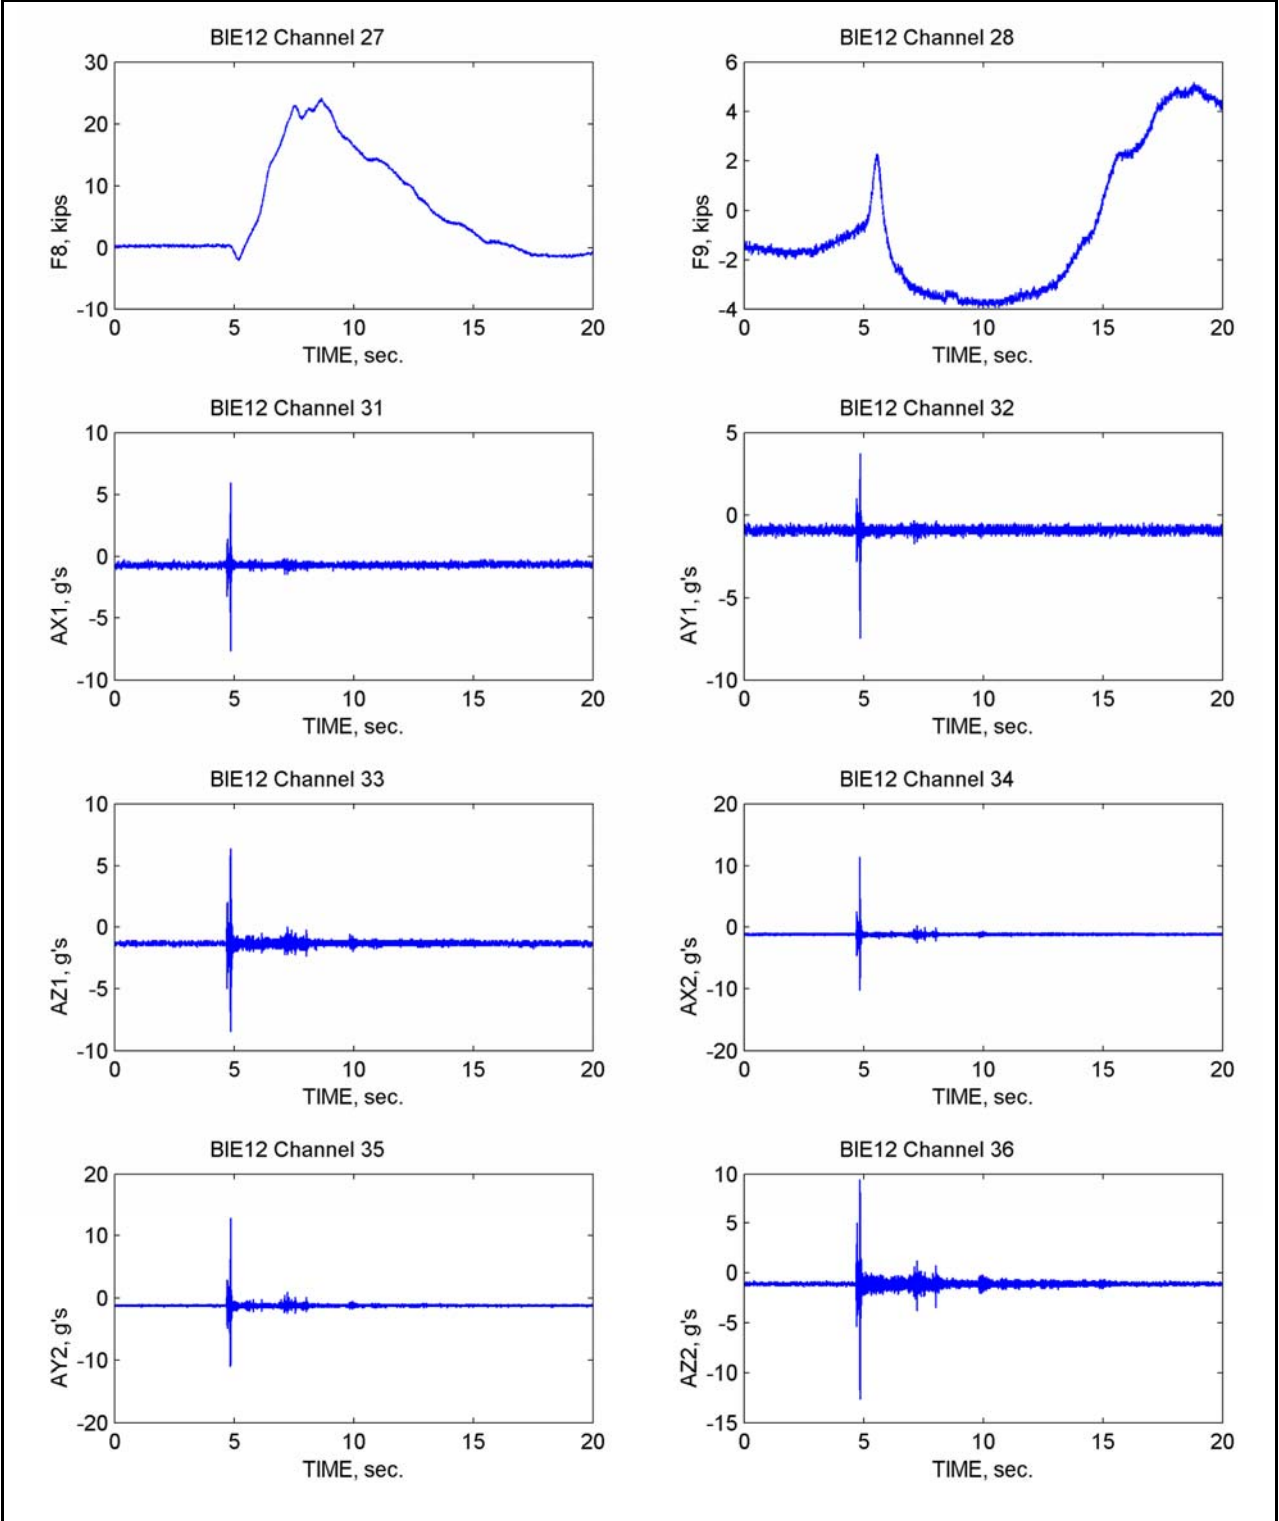 BIE12 Channel 27
30
20
10
0
-10
F8, kips
0 5 10 15 20
TIME, sec.
BIE12 Channel 28
6
4
2
0
-2
-4
F9, kips
0 5 10 15 20
TIME, sec.
BIE12 Channel 31
10
5
0
-5
-10
AX1, g's
0 5 10 15 20
TIME, sec.
BIE12 Channel 32
5
0
-5
-10
AY1, g's
0 5 10 15 20
TIME, sec.
BIE12 Channel 33
10
5
0
-5
-10
AZ1, g's
0 5 10 15 20
TIME, sec.
BIE12 Channel 34
20
10
0
-10
-20
AX2, g's
0 5 10 15 20
TIME, sec.
BIE12 Channel 35
20
10
0
-10
-20
AY2, g's
0 5 10 15 20
TIME, sec.
BIE12 Channel 36
10
5
0
-5
-10
-15
AZ2, g's
0 5 10 15 20
TIME, sec.